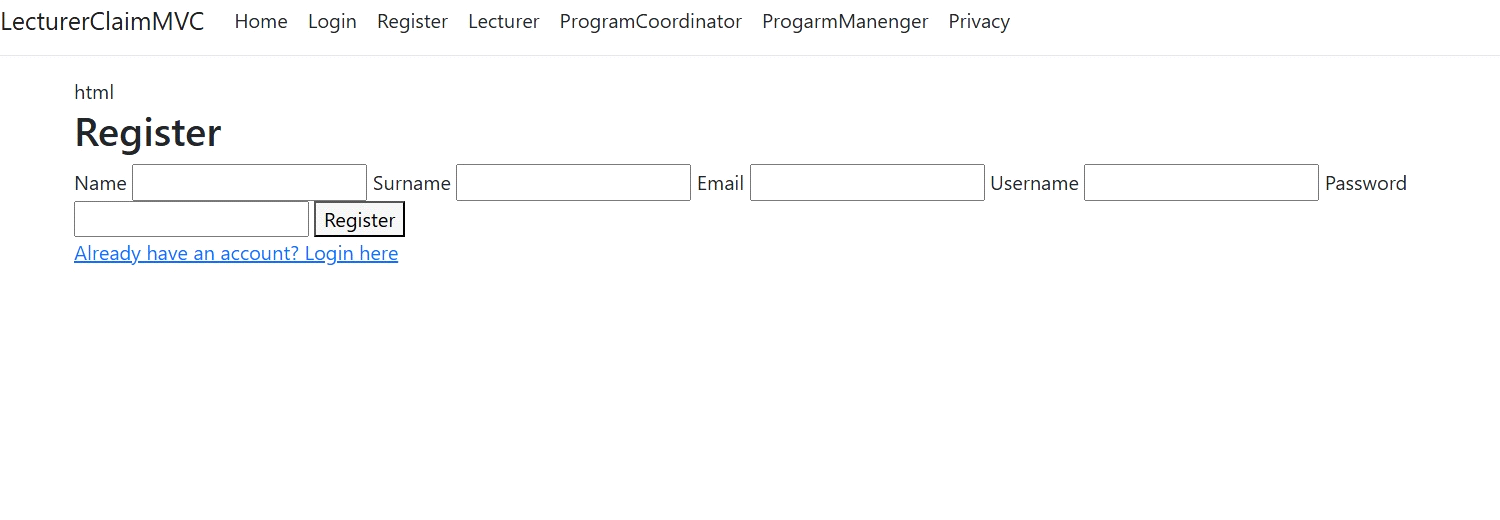 LecturerClaimMVC Home Login Register Lecturer ProgramCoordinator ProgarmManenger Privacy
html
Register
Name Surname Email Username Password
Register
Already have an account? Login here